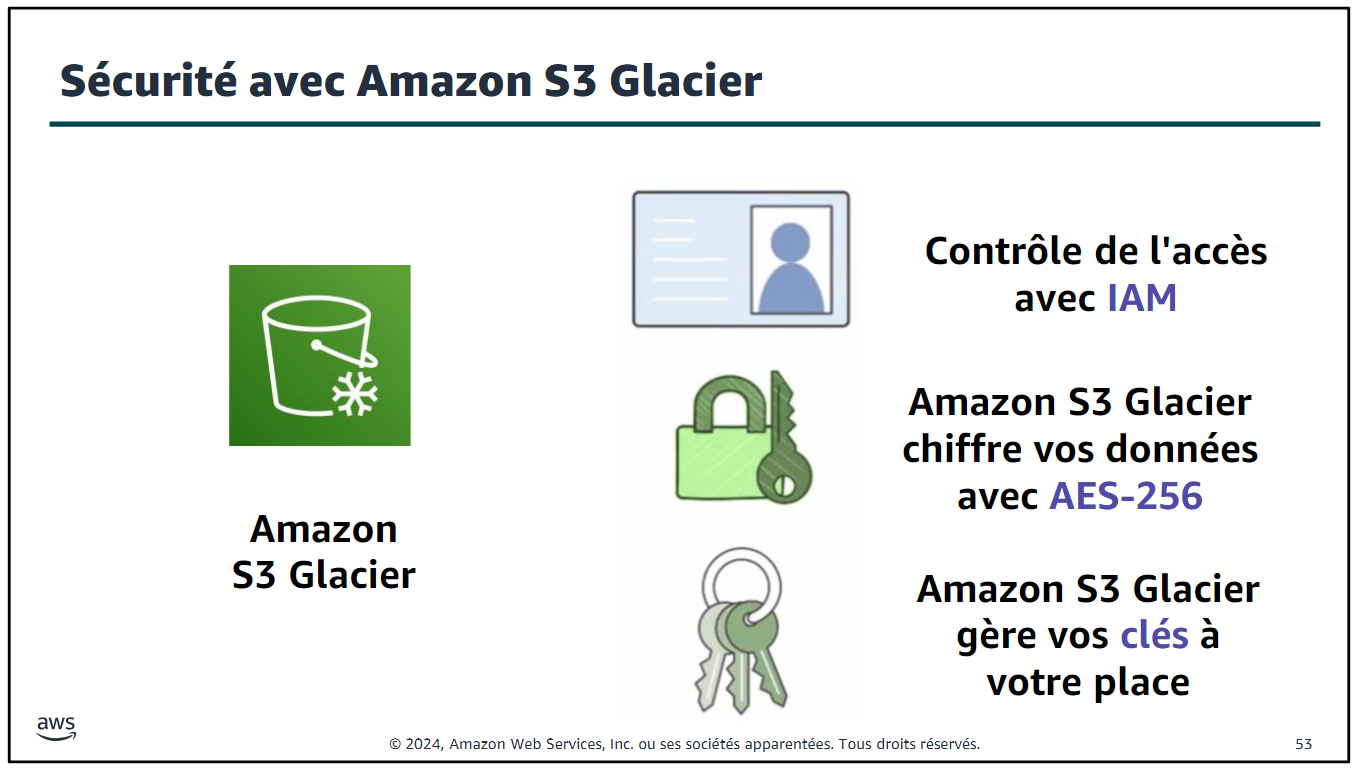 Sécurité avec Amazon S3 Glacier
Amazon
S3 Glacier
Contrôle de l'accès
avec IAM
Amazon S3 Glacier
chiffre vos données
avec AES-256
Amazon S3 Glacier
gère vos clés à
votre place
aws
© 2024, Amazon Web Services, Inc. ou ses sociétés apparentées. Tous droits réservés.
53